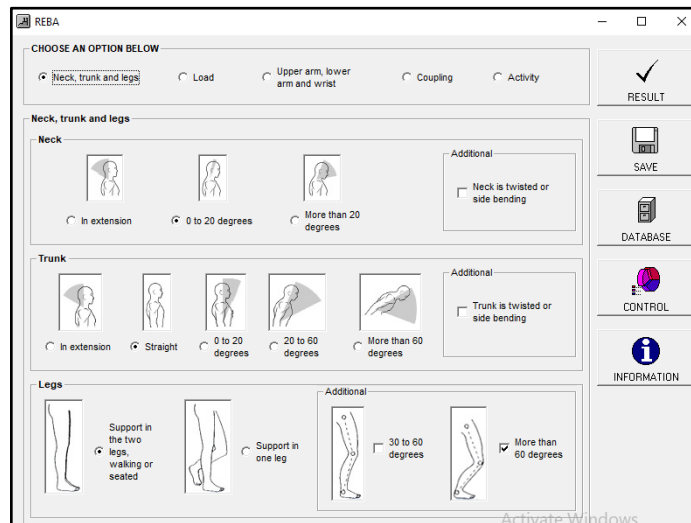 REBA
CHOOSE AN OPTION BELOW
Neck, trunk and legs
Load
Upper arm, lower
arm and wrist
Coupling
Activity
RESULT
SAVE
DATABASE
CONTROL
INFORMATION
Neck, trunk and legs
Neck
In extension
0 to 20 degrees
More than 20
degrees
Additional
Neck is twisted or
side bending
Trunk
In extension
Straight
0 to 20
degrees
20 to 60
degrees
More than 60
degrees
Additional
Trunk is twisted or
side bending
Legs
Support in
the two
legs,
walking or
seated
Support in
one leg
Additional
30 to 60
degrees
More than
60 degrees
Activate Windows